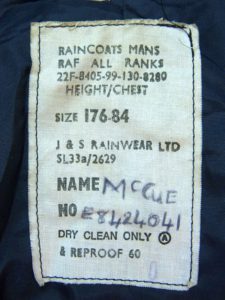 RAINCOATS MANS
RAF ALL RANKS
22F-8405-99-130-8280
HEIGHT/CHEST
SIZE 176-84
J & S RAINWEAR LTD
SL33a/2629
NAME McCUE
NO E8424041
DRY CLEAN ONLY Ⓐ
& REPROOF 60
0